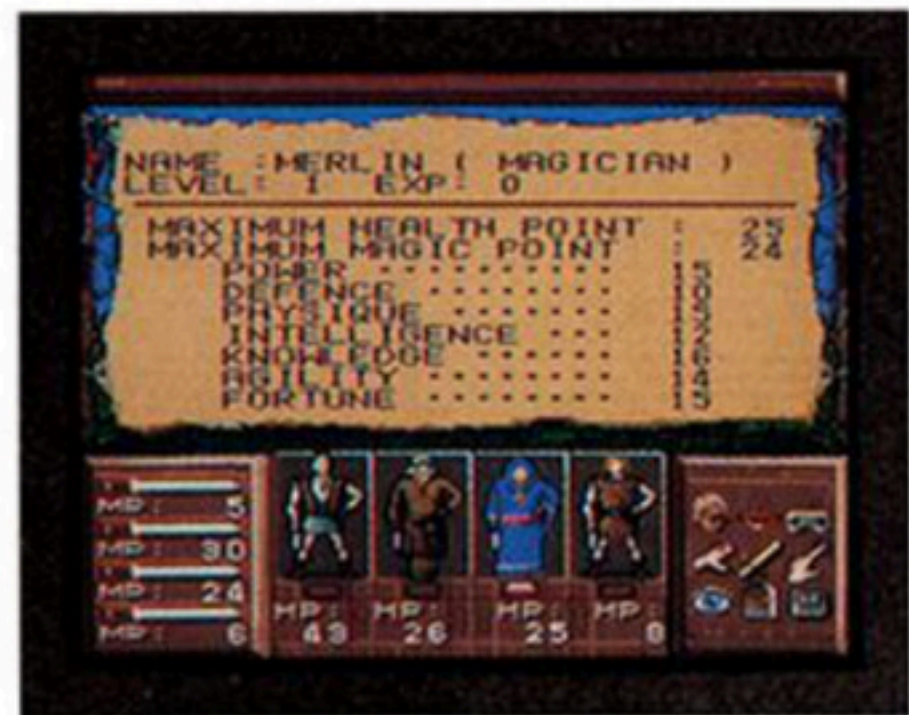 NAME :MERLIN ( MAGICIAN )
LEVEL: 1 EXP: 0
MAXIMUM HEALTH POINT : 25
MAXIMUM MAGIC POINT : 24
POWER
DEFENCE
PHYSIQUE
INTELLIGENCE
KNOWLEDGE
AGILITY
FORTUNE
MP: 5
MP: 30
MP: 24
MP: 6
HP: 43
HP: 26
HP: 25
HP: 8